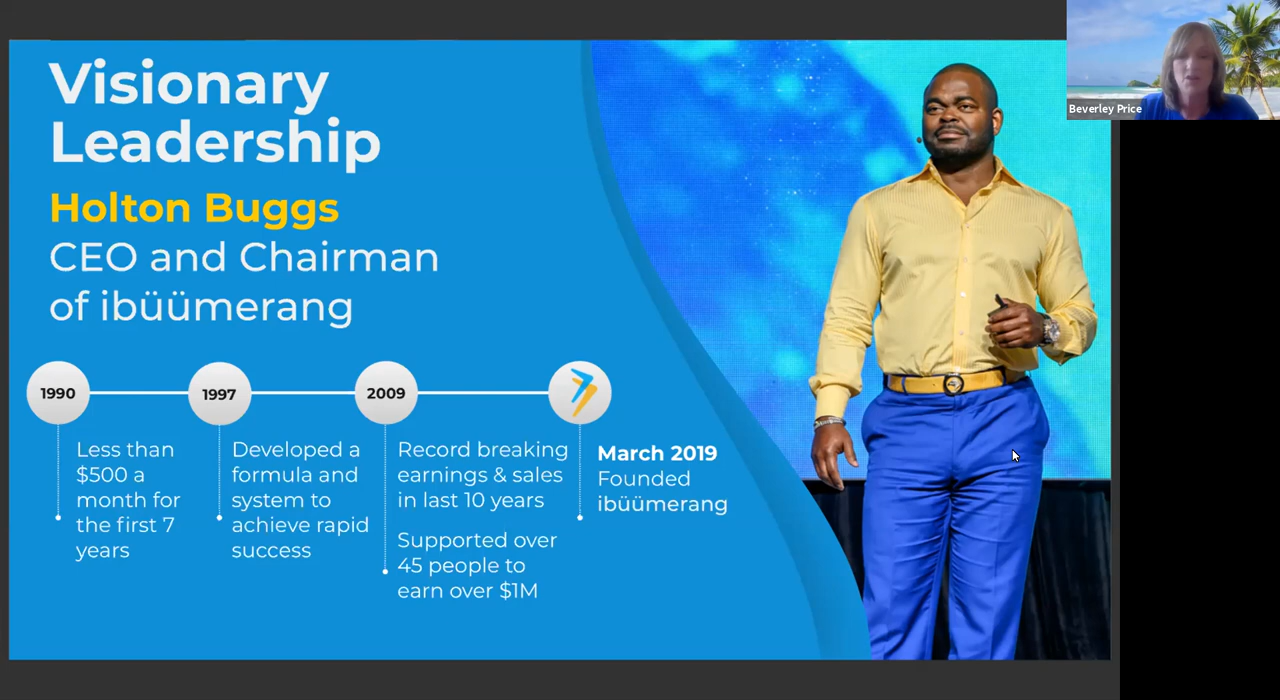 Visionary
Leadership
Holton Buggs
CEO and Chairman
of ibüümerang
1990
Less than
$500 a
month for
the first 7
years
1997
Developed a
formula and
system to
achieve rapid
success
2009
Record breaking
earnings & sales
in last 10 years
Supported over
45 people to
earn over $1M
March 2019
Founded
ibüümerang
Beverley Price